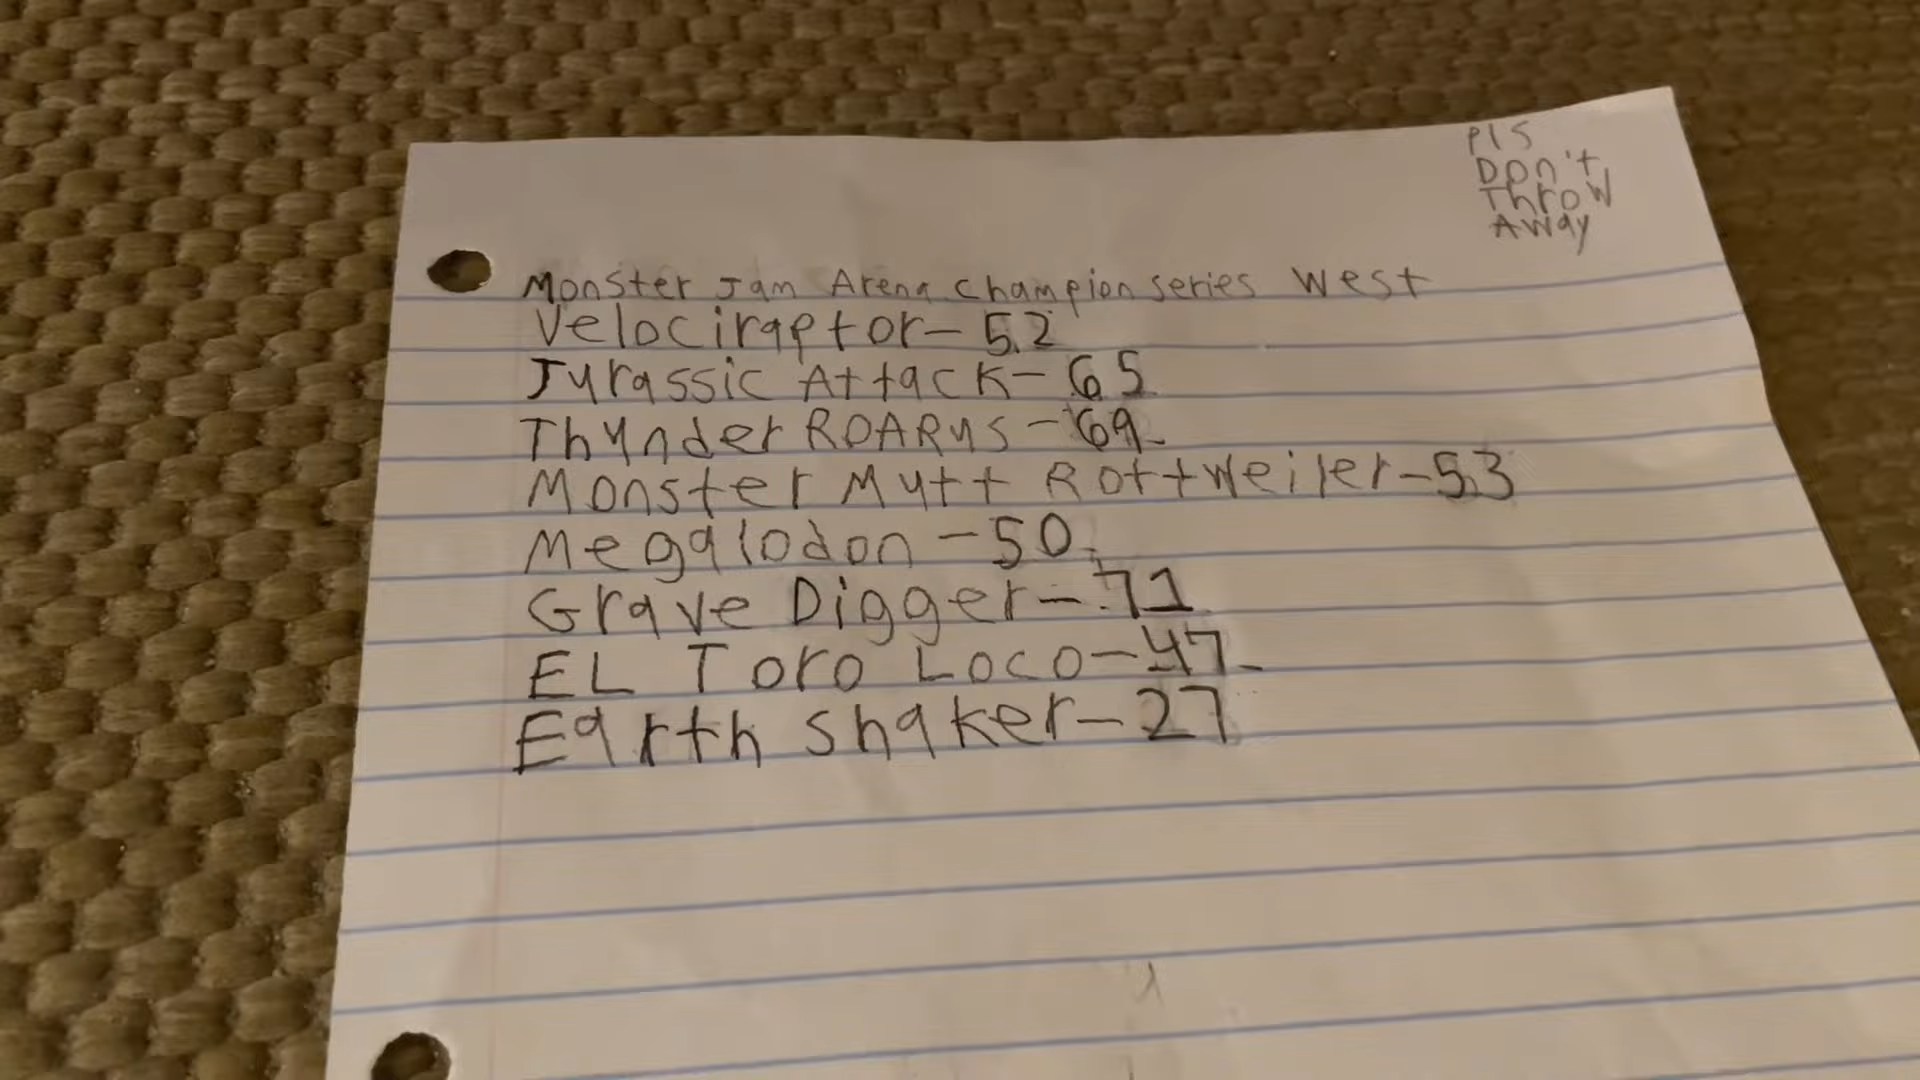 Pls
Don't
Throw
Away
Monster Jam Arena Champion series West
Velociraptor-52
Jurassic Attack-65
Thunder ROARus-69
Monster Mutt Rottweiler-53
Megalodon-50
Grave Digger-71
EL Toro Loco-47
Earth shaker-27